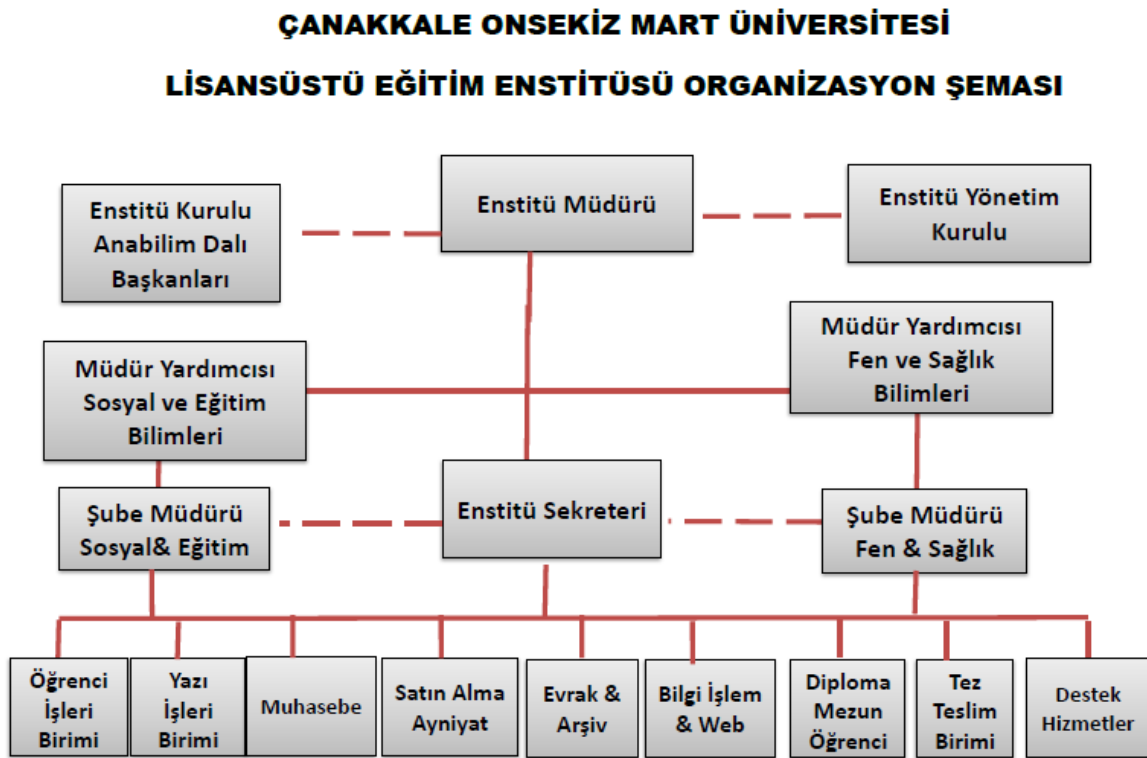 ÇANAKKALE ONSEKİZ MART ÜNİVERSİTESİ
LİSANSÜSTÜ EĞİTİM ENSTİTÜSÜ ORGANİZASYON ŞEMASI
Enstitü Kurulu
Anabilim Dalı
Başkanları
Enstitü Müdürü
Enstitü Yönetim
Kurulu
Müdür Yardımcısı
Sosyal ve Eğitim
Bilimleri
Müdür Yardımcısı
Fen ve Sağlık
Bilimleri
Şube Müdürü
Sosyal& Eğitim
Enstitü Sekreteri
Şube Müdürü
Fen & Sağlık
Öğrenci
İşleri
Birimi
Yazı
İşleri
Birimi
Muhasebe
Satın Alma
Ayniyat
Evrak &
Arşiv
Bilgi İşlem
& Web
Diploma
Mezun
Öğrenci
Tez
Teslim
Birimi
Destek
Hizmetler